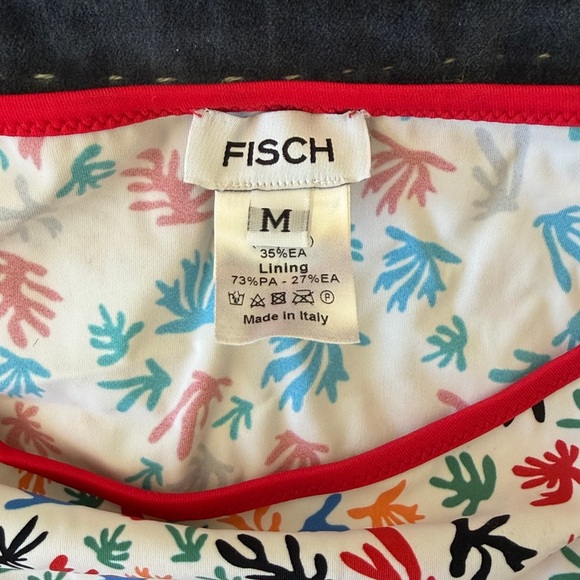 FISCH
M
35%EA
Lining
73%PA - 27%EA
P
Made in Italy